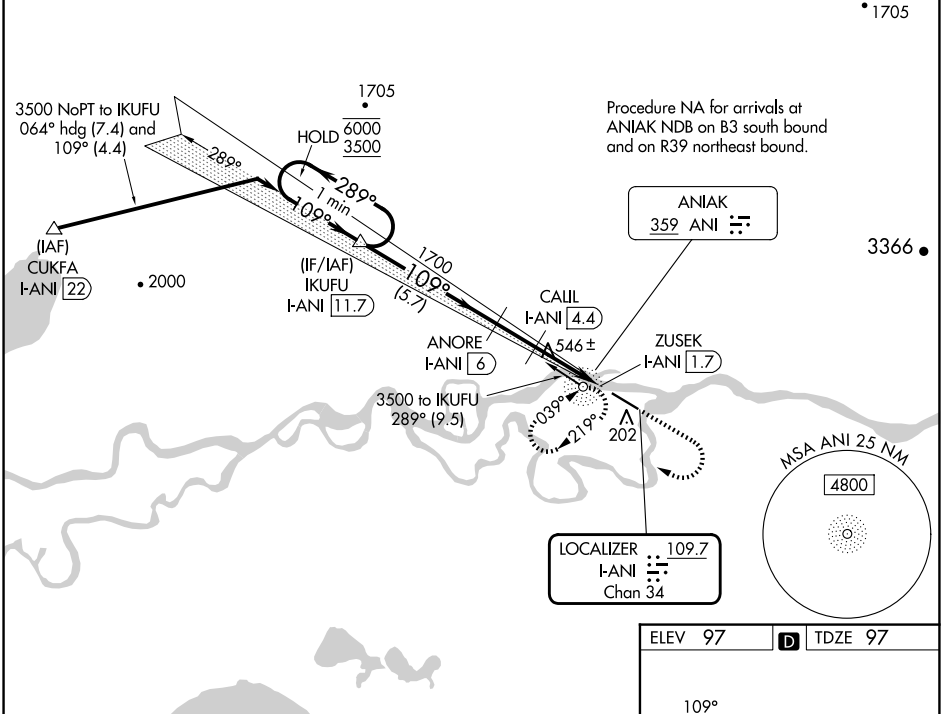 1705
1705
3500 NoPT to IKUFU
064° hdg (7.4) and
109° (4.4)
HOLD 6000
3500
Procedure NA for arrivals at
ANIAK NDB on B3 south bound
and on R39 northeast bound.
289°
289°
1 min
109°
ANIAK
359 ANI
(IAF)
CUKFA
I-ANI 22
2000
(IF/IAF)
IKUFU
I-ANI 11.7
1700
109°
(5.7)
3366
CALIL
I-ANI 4.4
ANORE
I-ANI 6
546 ±
ZUSEK
I-ANI 1.7
3500 to IKUFU
289° (9.5)
039°
219°
202
MSA ANI 25 NM
4800
LOCALIZER 109.7
I-ANI
Chan 34
ELEV 97 D TDZE 97
109°